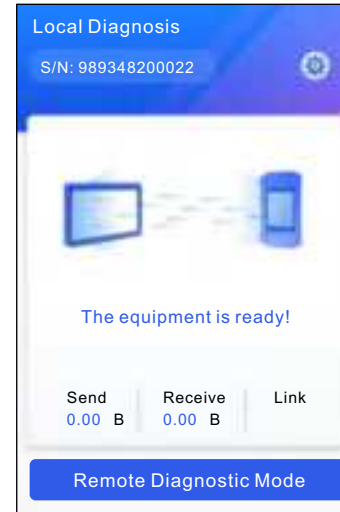 Local Diagnosis
S/N: 989348200022
The equipment is ready!
Send Receive Link
0.00 B 0.00 B
Remote Diagnostic Mode